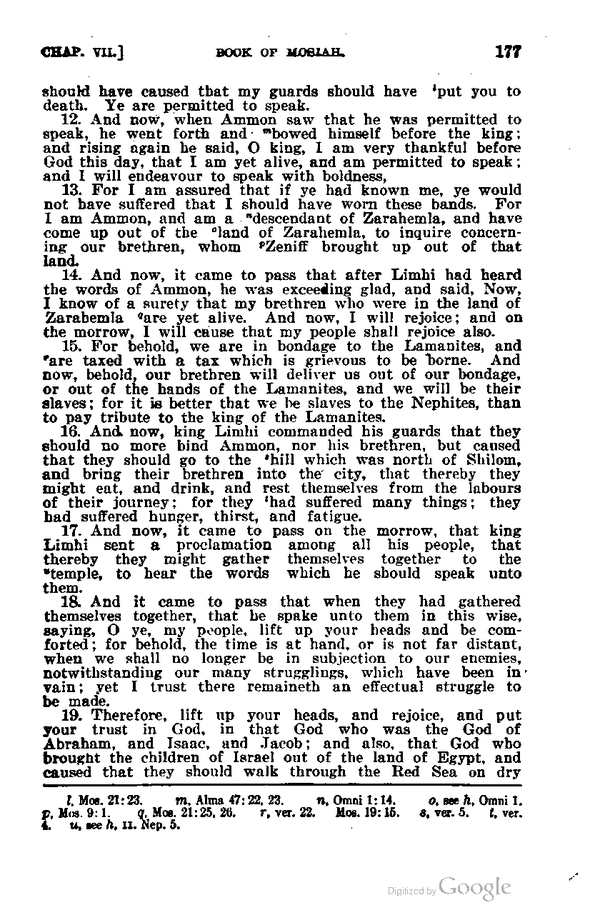 CHAP. VII.] BOOK OF MOSIAH. 177
should have caused that my guards should have ˡput you to
death. Ye are permitted to speak.
12. And now, when Ammon saw that he was permitted to
speak, he went forth and ᵐbowed himself before the king;
and rising again he said, O king, I am very thankful before
God this day, that I am yet alive, and am permitted to speak;
and I will endeavour to speak with boldness,
13. For I am assured that if ye had known me, ye would
not have suffered that I should have worn these bands. For
I am Ammon, and am a ⁿdescendant of Zarahemla, and have
come up out of the ᵒland of Zarahemla, to inquire concern-
ing our brethren, whom ᵖZeniff brought up out of that
land.
14. And now, it came to pass that after Limhi had heard
the words of Ammon, he was exceeding glad, and said, Now,
I know of a surety that my brethren who were in the land of
Zarahemla qare yet alive. And now, I will rejoice; and on
the morrow, I will cause that my people shall rejoice also.
15. For behold, we are in bondage to the Lamanites, and
ʳare taxed with a tax which is grievous to be borne. And
now, behold, our brethren will deliver us out of our bondage,
or out of the hands of the Lamanites, and we will be their
slaves; for it is better that we be slaves to the Nephites, than
to pay tribute to the king of the Lamanites.
16. And now, king Limhi commanded his guards that they
should no more bind Ammon, nor his brethren, but caused
that they should go to the ˢhill which was north of Shilom,
and bring their brethren into the city, that thereby they
might eat, and drink, and rest themselves from the labours
of their journey; for they ᵗhad suffered many things; they
had suffered hunger, thirst, and fatigue.
17. And now, it came to pass on the morrow, that king
Limhi sent a proclamation among all his people, that
thereby they might gather themselves together to the
ᵘtemple, to hear the words which he should speak unto
them.
18. And it came to pass that when they had gathered
themselves together, that he spake unto them in this wise,
saying, O ye, my people, lift up your heads and be com-
forted; for behold, the time is at hand, or is not far distant,
when we shall no longer be in subjection to our enemies,
notwithstanding our many strugglings, which have been in
vain; yet I trust there remaineth an effectual struggle to
be made.
19. Therefore, lift up your heads, and rejoice, and put
your trust in God, in that God who was the God of
Abraham, and Isaac, and Jacob; and also, that God who
brought the children of Israel out of the land of Egypt, and
caused that they should walk through the Red Sea on dry
l, Mos. 21:23. m, Alma 47:22, 23. n, Omni 1:14. o, see h, Omni 1.
p, Mos. 9:1. q, Mos. 21:25, 26. r, ver. 22. Mos. 19:15. s, ver. 5. t, ver.
4. u, see h, II. Nep. 5.
Digitized by Google